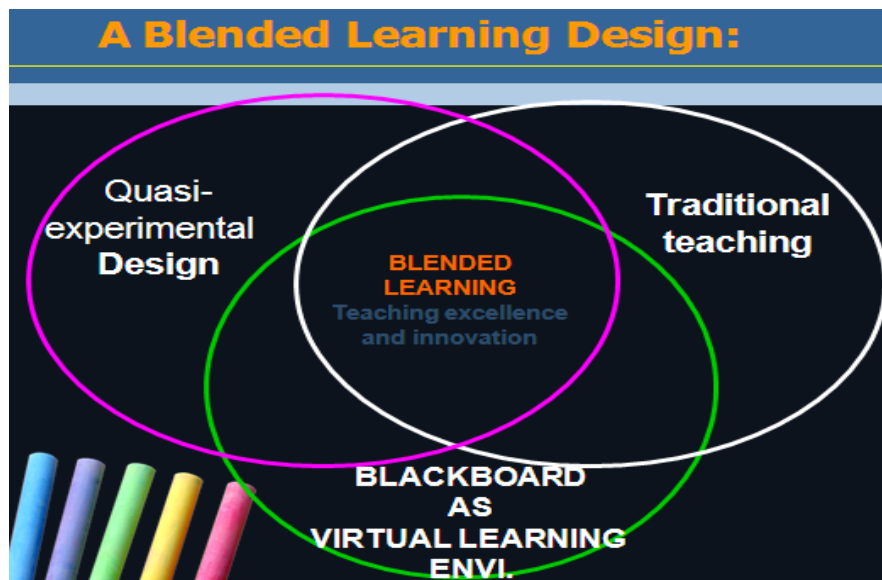 A Blended Learning Design:
Quasi-
experimental
Design
Traditional
teaching
BLENDED
LEARNING
Teaching excellence
and innovation
BLACKBOARD
AS
VIRTUAL LEARNING
ENVI.